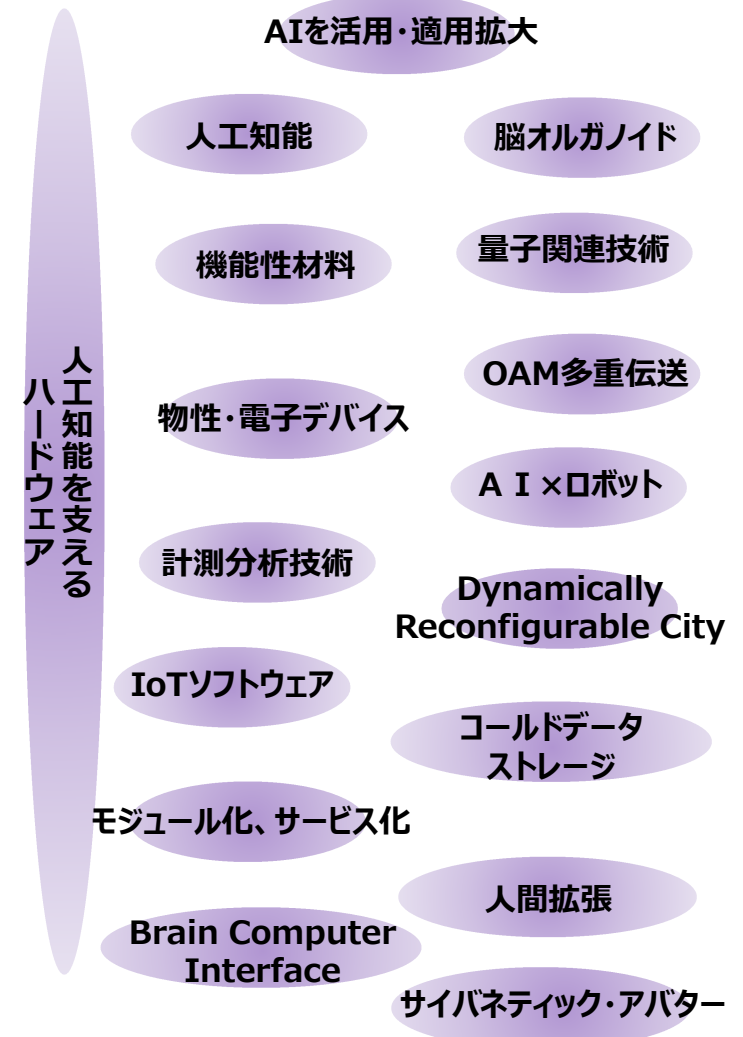 AIを活用・適用拡大
人工知能
脳オルガノイド
機能性材料
量子関連技術
人工知能を支える
ハードウェア
OAM多重伝送
物性・電子デバイス
ＡＩ×ロボット
計測分析技術
Dynamically
Reconfigurable City
IoTソフトウェア
コールドデータ
ストレージ
モジュール化、サービス化
人間拡張
Brain Computer
Interface
サイバネティック・アバター